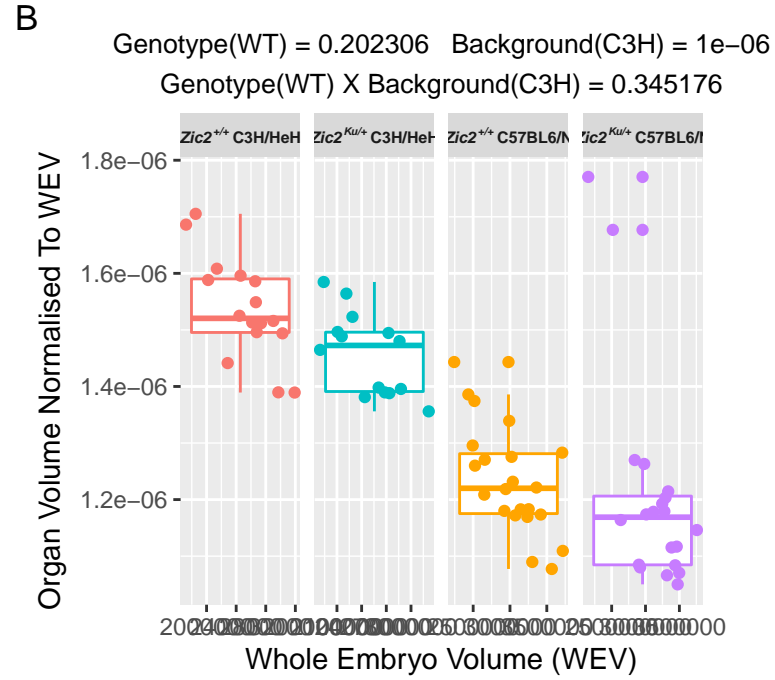 B
Genotype(WT) = 0.202306 Background(C3H) = 1e−06
Genotype(WT) X Background(C3H) = 0.345176
Zic2+/+ C3H/HeH
Zic2Ku/+ C3H/HeH
Zic2+/+ C57BL6/N
Zic2Ku/+ C57BL6/
Organ Volume Normalised To WEV
1.8e−06
1.6e−06
1.4e−06
1.2e−06
Whole Embryo Volume (WEV)